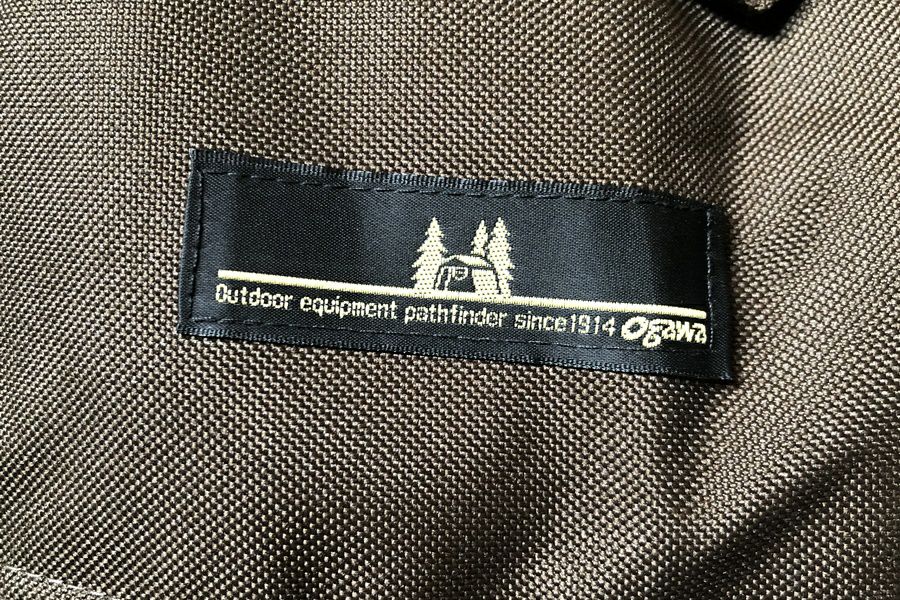 Outdoor equipment pathfinder since1914 ogawa